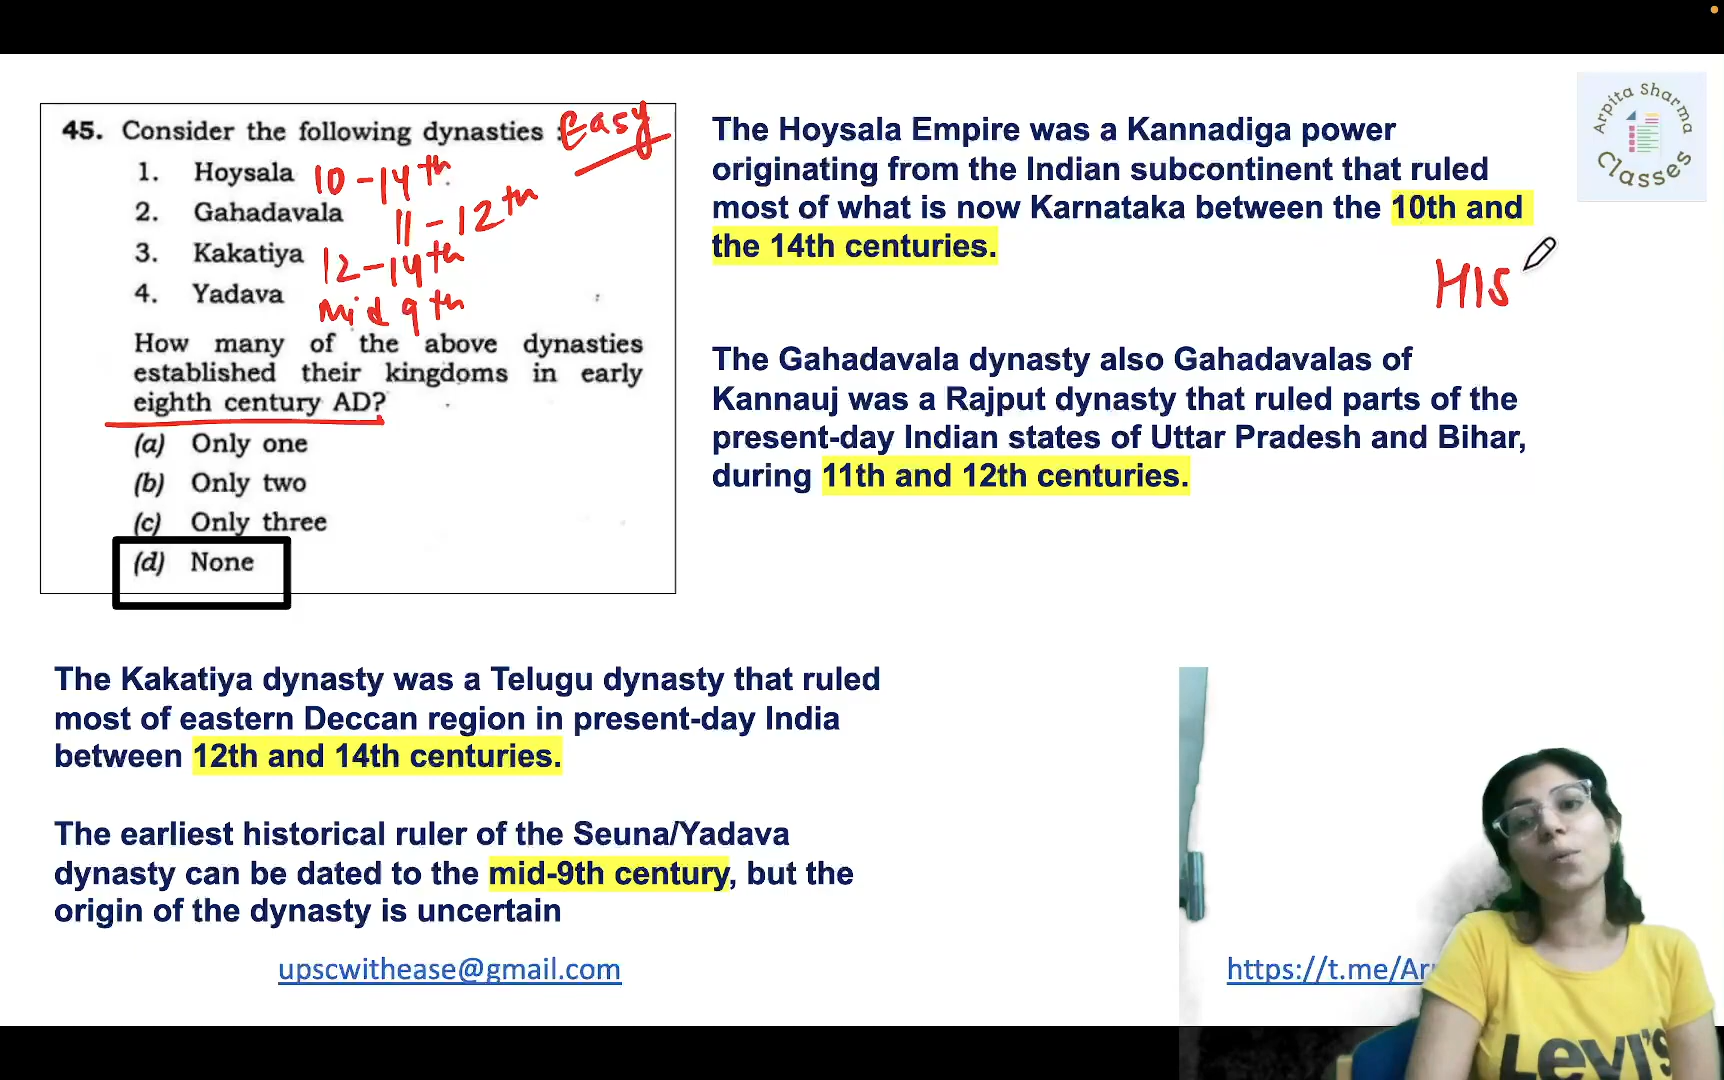 45. Consider the following dynasties : Easy
1. Hoysala 10-14th
2. Gahadavala 11-12th
3. Kakatiya 12-14th
4. Yadava Mid 9th
How many of the above dynasties
established their kingdoms in early
eighth century AD?
(a) Only one
(b) Only two
(c) Only three
(d) None
The Hoysala Empire was a Kannadiga power
originating from the Indian subcontinent that ruled
most of what is now Karnataka between the 10th and
the 14th centuries.
HIS
The Gahadavala dynasty also Gahadavalas of
Kannauj was a Rajput dynasty that ruled parts of the
present-day Indian states of Uttar Pradesh and Bihar,
during 11th and 12th centuries.
Arpita Sharma
Classes
The Kakatiya dynasty was a Telugu dynasty that ruled
most of eastern Deccan region in present-day India
between 12th and 14th centuries.
The earliest historical ruler of the Seuna/Yadava
dynasty can be dated to the mid-9th century, but the
origin of the dynasty is uncertain
upscwithease@gmail.com
https://t.me/Ar
Levi's